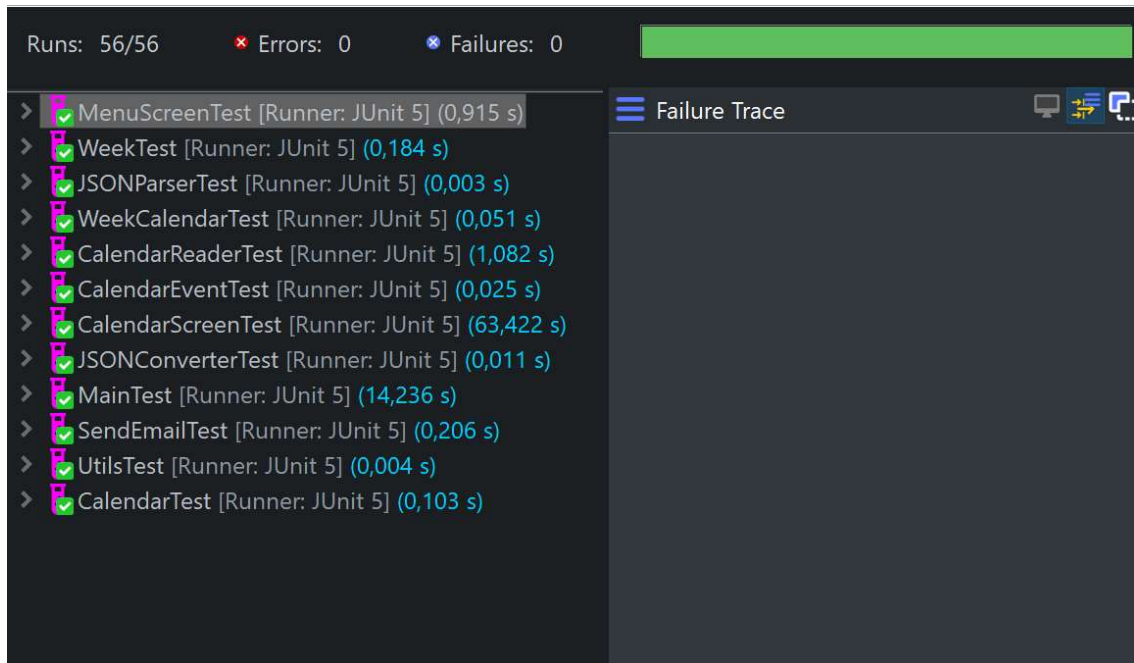 Runs: 56/56 Errors: 0 Failures: 0
MenuScreenTest [Runner: JUnit 5] (0,915 s)
Failure Trace
WeekTest [Runner: JUnit 5] (0,184 s)
JSONParserTest [Runner: JUnit 5] (0,003 s)
WeekCalendarTest [Runner: JUnit 5] (0,051 s)
CalendarReaderTest [Runner: JUnit 5] (1,082 s)
CalendarEventTest [Runner: JUnit 5] (0,025 s)
CalendarScreenTest [Runner: JUnit 5] (63,422 s)
JSONConverterTest [Runner: JUnit 5] (0,011 s)
MainTest [Runner: JUnit 5] (14,236 s)
SendEmailTest [Runner: JUnit 5] (0,206 s)
UtilsTest [Runner: JUnit 5] (0,004 s)
CalendarTest [Runner: JUnit 5] (0,103 s)